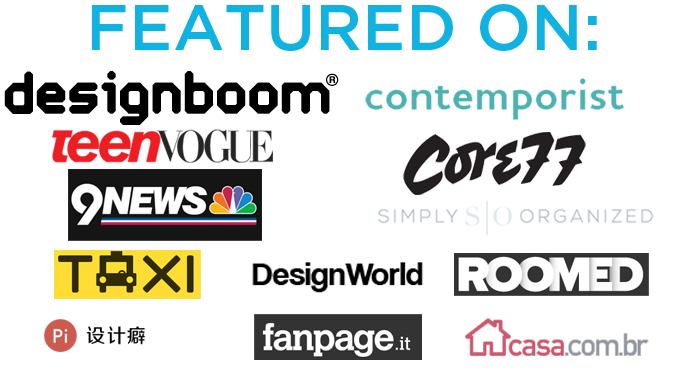 FEATURED ON:
designboom®
contemporist
teenVOGUE
Core77
9NEWS
SIMPLY S|O ORGANIZED
TAXI
DesignWorld
ROOMED
Pi 设计癖
fanpage.it
casa.com.br